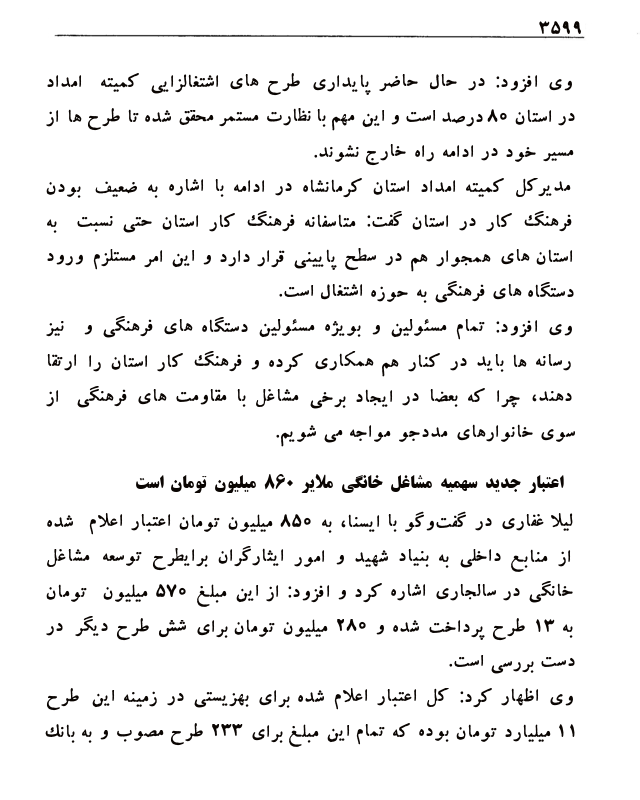 ۳۵۹۹
وی افزود: در حال حاضر پایداری طرح های اشتغالزایی کمیته امداد
در استان ۸۰ درصد است و این مهم با نظارت مستمر محقق شده تا طرح ها از
مسیر خود در ادامه راه خارج نشوند.
مدیرکل کمیته امداد استان کرمانشاه در ادامه با اشاره به ضعیف بودن
فرهنگ کار در استان گفت: متاسفانه فرهنگ کار استان حتی نسبت به
استان های همجوار هم در سطح پایینی قرار دارد و این امر مستلزم ورود
دستگاه های فرهنگی به حوزه اشتغال است.
وی افزود: تمام مسئولین و بویژه مسئولین دستگاه های فرهنگی و نیز
رسانه ها باید در کنار هم همکاری کرده و فرهنگ کار استان را ارتقا
دهند، چرا که بعضا در ایجاد برخی مشاغل با مقاومت های فرهنگی از
سوی خانوارهای مددجو مواجه می شویم.
اعتبار جدید سهمیه مشاغل خانگی ملایر ۸۶۰ میلیون تومان است
لیلا غفاری در گفت‌وگو با ایسنا، به ۸۵۰ میلیون تومان اعتبار اعلام شده
از منابع داخلی به بنیاد شهید و امور ایثارگران برایطرح توسعه مشاغل
خانگی در سالجاری اشاره کرد و افزود: از این مبلغ ۵۷۰ میلیون تومان
به ۱۳ طرح پرداخت شده و ۲۸۰ میلیون تومان برای شش طرح دیگر در
دست بررسی است.
وی اظهار کرد: کل اعتبار اعلام شده برای بهزیستی در زمینه این طرح
۱۱ میلیارد تومان بوده که تمام این مبلغ برای ۲۳۳ طرح مصوب و به بانک